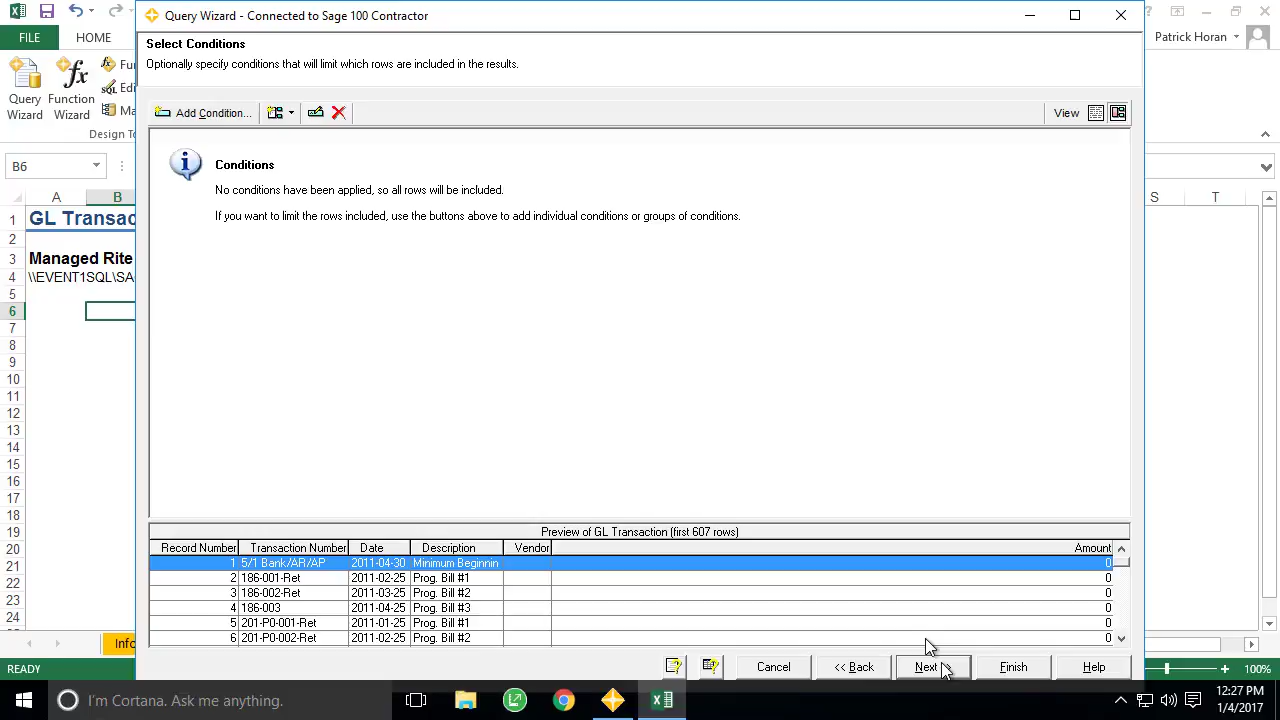 Query Wizard - Connected to Sage 100 Contractor
Select Conditions
Optionally specify conditions that will limit which rows are included in the results.
FILE
HOME
Patrick Horan
Query
Wizard
Function
Wizard
Fu
Edi
Ma
Design To
Add Condition...
View
B6
Conditions
No conditions have been applied, so all rows will be included.
If you want to limit the rows included, use the buttons above to add individual conditions or groups of conditions.
A B S T
1 GL Transac
2
3 Managed Rite
4 \\EVENT1SQL\SA
5
6
7
8
9
10
11
12
13
14
15
16
17
18
19
20
21
22
23
24
Preview of GL Transaction (first 607 rows)
Record Number Transaction Number Date Description Vendor Amount
1 5/1 Bank/AR/AP 2011-04-30 Minimum Beginnin 0
2 186-001-Ret 2011-02-25 Prog. Bill #1 0
3 186-002-Ret 2011-03-25 Prog. Bill #2 0
4 186-003 2011-04-25 Prog. Bill #3 0
5 201-P0-001-Ret 2011-01-25 Prog. Bill #1 0
6 201-P0-002-Ret 2011-02-25 Prog. Bill #2 0
Info
Cancel << Back Next Finish Help
READY
100%
I'm Cortana. Ask me anything.
12:27 PM
1/4/2017